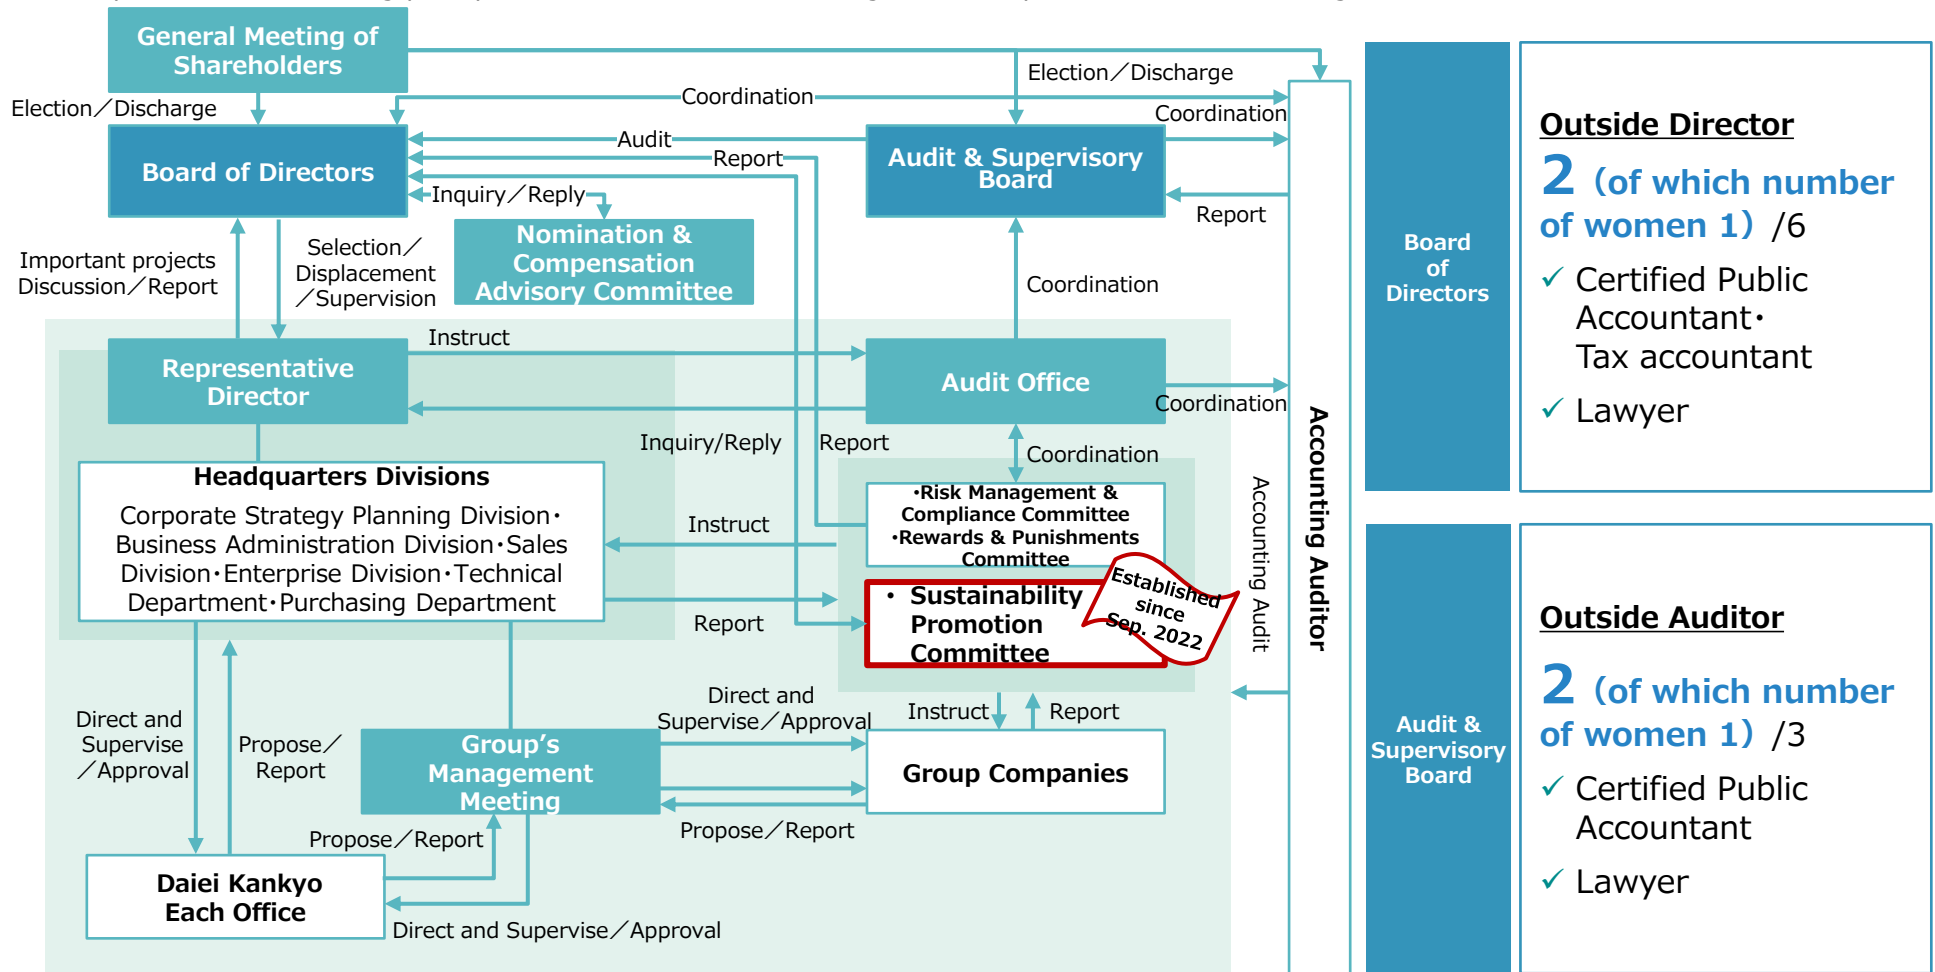 General Meeting of
Shareholders
Election／Discharge
Election／Discharge
Coordination
Coordination
Board of Directors
Audit
Report
Audit & Supervisory
Board
Inquiry／Reply
Report
Nomination &
Compensation
Advisory Committee
Important projects
Discussion／Report
Selection／
Displacement
／Supervision
Coordination
Instruct
Representative
Director
Audit Office
Coordination
Inquiry/Reply
Report
Coordination
Headquarters Divisions
Corporate Strategy Planning Division・
Business Administration Division・Sales
Division・Enterprise Division・Technical
Department・Purchasing Department
Instruct
Report
・Risk Management &
Compliance Committee
・Rewards & Punishments
Committee
・ Sustainability
Promotion
Committee
Established
since
Sep. 2022
Accounting Audit
Accounting Auditor
Direct and
Supervise
／Approval
Propose／
Report
Direct and
Supervise／Approval
Instruct
Report
Group’s
Management
Meeting
Group Companies
Propose／Report
Propose／Report
Daiei Kankyo
Each Office
Direct and Supervise／Approval
Board
of
Directors
Outside Director
2（of which number
of women 1）/6
✓ Certified Public
Accountant・
Tax accountant
✓ Lawyer
Audit &
Supervisory
Board
Outside Auditor
2（of which number
of women 1）/3
✓ Certified Public
Accountant
✓ Lawyer